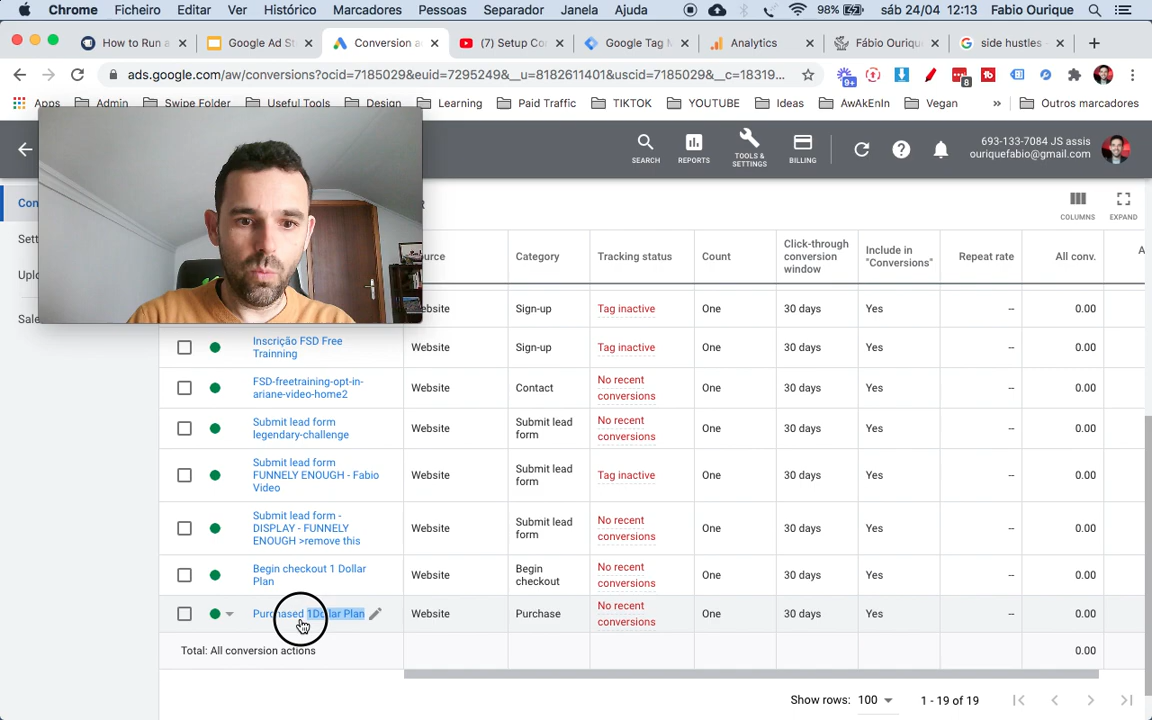 Chrome Ficheiro Editar Ver Histórico Marcadores Pessoas Separador Janela Ajuda 98% sáb 24/04 12:13 Fabio Ourique
How to Run a Google Ad St Conversion a (7) Setup Co Google Tag M Analytics Fábio Ouriqu side hustles -
ads.google.com/aw/conversions?ocid=7185029&euid=7295249&__u=8182611401&uscid=7185029&__c=18319... 9+ 8
Apps Admin Swipe Folder Useful Tools Design Learning Paid Traffic TIKTOK YOUTUBE Ideas AwAkEnIn Vegan » Outros marcadores
SEARCH REPORTS TOOLS & SETTINGS BILLING
693-133-7084 JS assis
ouriquefabio@gmail.com
Con
Sett
Uplo
Sale
COLUMNS EXPAND
Category Tracking status Count Click-through conversion window Include in "Conversions" Repeat rate All conv. A
Sign-up Tag inactive One 30 days Yes -- 0.00
Inscrição FSD Free Trainning Website Sign-up Tag inactive One 30 days Yes -- 0.00
FSD-freetraining-opt-in-ariane-video-home2 Website Contact No recent conversions One 30 days Yes -- 0.00
Submit lead form legendary-challenge Website Submit lead form No recent conversions One 30 days Yes -- 0.00
Submit lead form FUNNELY ENOUGH - Fabio Video Website Submit lead form Tag inactive One 30 days Yes -- 0.00
Submit lead form - DISPLAY - FUNNELY ENOUGH >remove this Website Submit lead form No recent conversions One 30 days Yes -- 0.00
Begin checkout 1 Dollar Plan Website Begin checkout No recent conversions One 30 days Yes -- 0.00
Purchased 1Dollar Plan Website Purchase No recent conversions One 30 days Yes -- 0.00
Total: All conversion actions 0.00
Show rows: 100 1 - 19 of 19